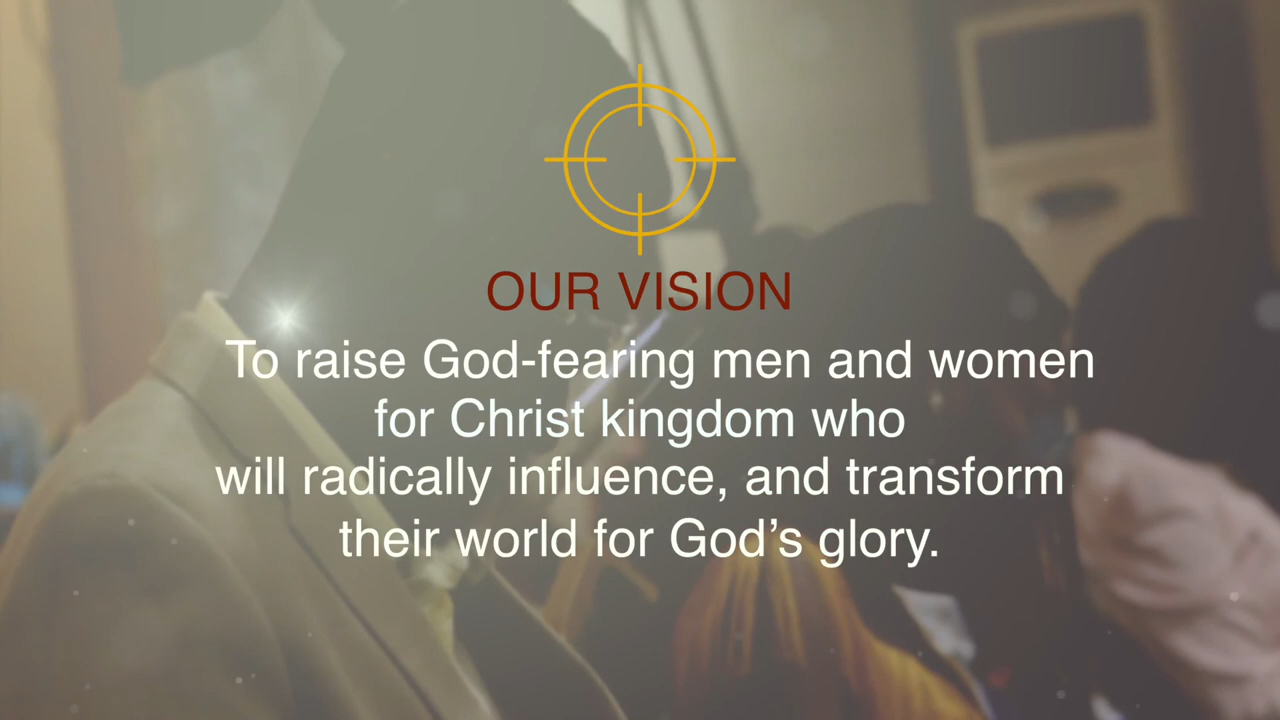 OUR VISION
To raise God-fearing men and women
for Christ kingdom who
will radically influence, and transform
their world for God’s glory.